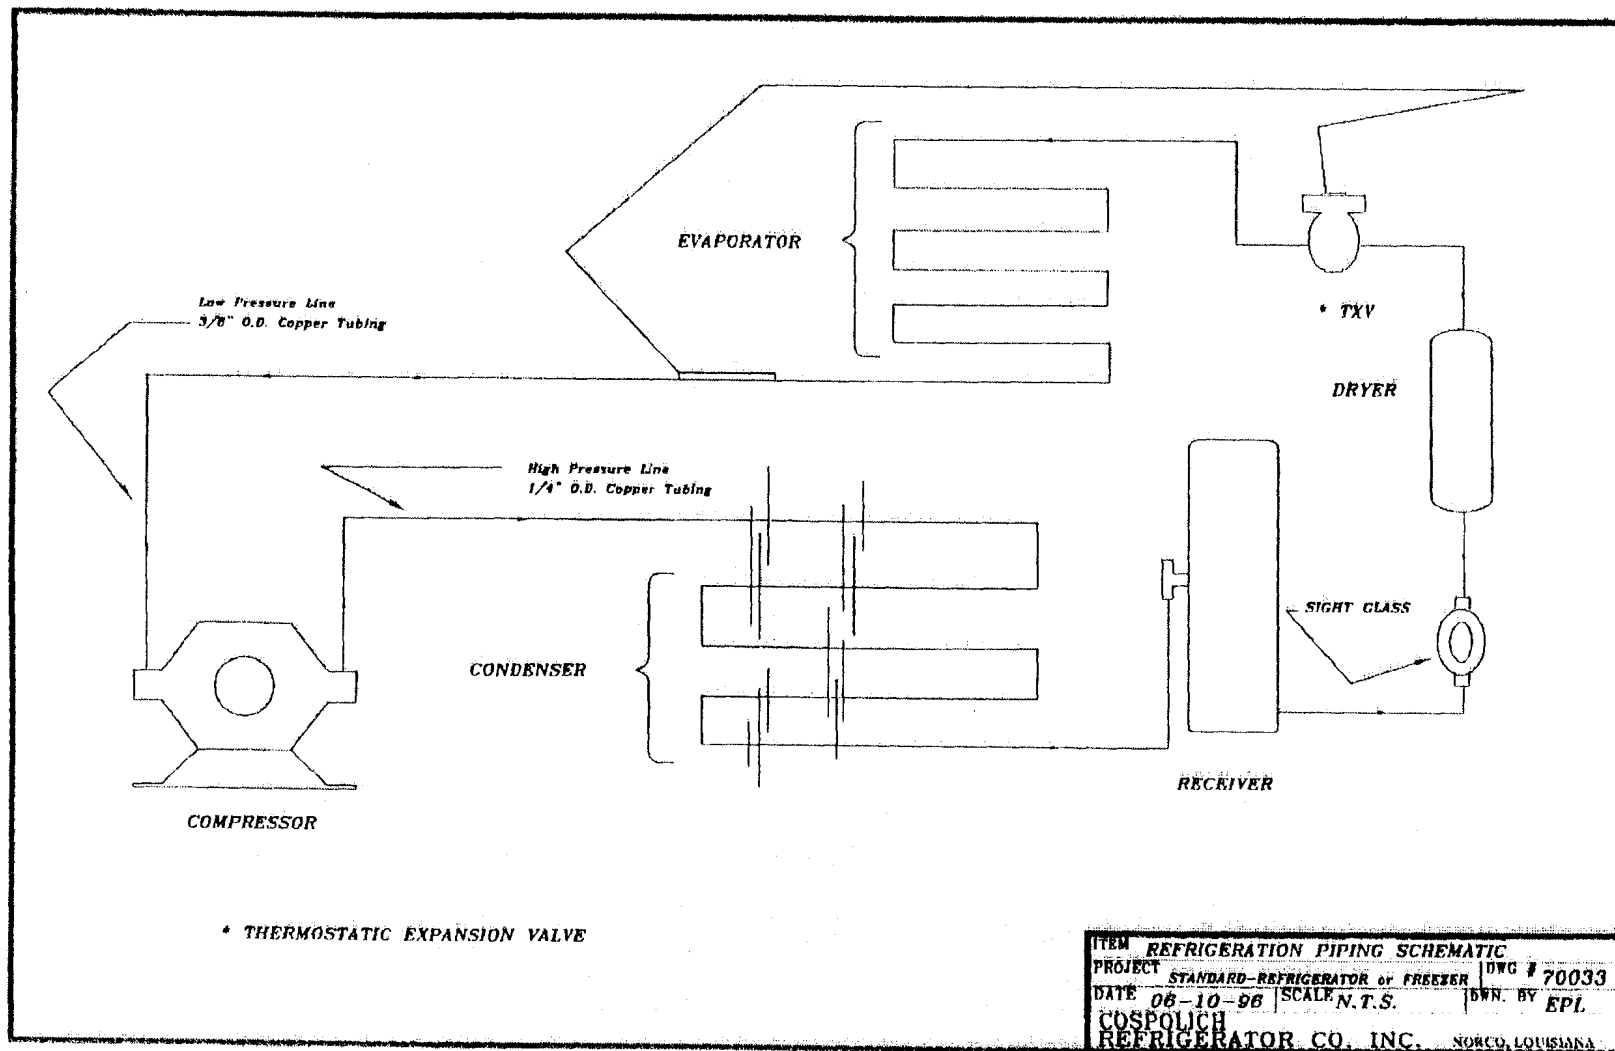 EVAPORATOR
* TXV
Low Pressure Line
3/8" O.D. Copper Tubing
DRYER
High Pressure Line
1/4" O.D. Copper Tubing
SIGHT GLASS
CONDENSER
RECEIVER
COMPRESSOR
* THERMOSTATIC EXPANSION VALVE
ITEM REFRIGERATION PIPING SCHEMATIC
PROJECT STANDARD-REFRIGERATOR or FREEZER DWG # 70033
DATE 06-10-96 SCALE N.T.S. DWN. BY EPL
COSPOLICH
REFRIGERATOR CO. INC. NORCO, LOUISIANA